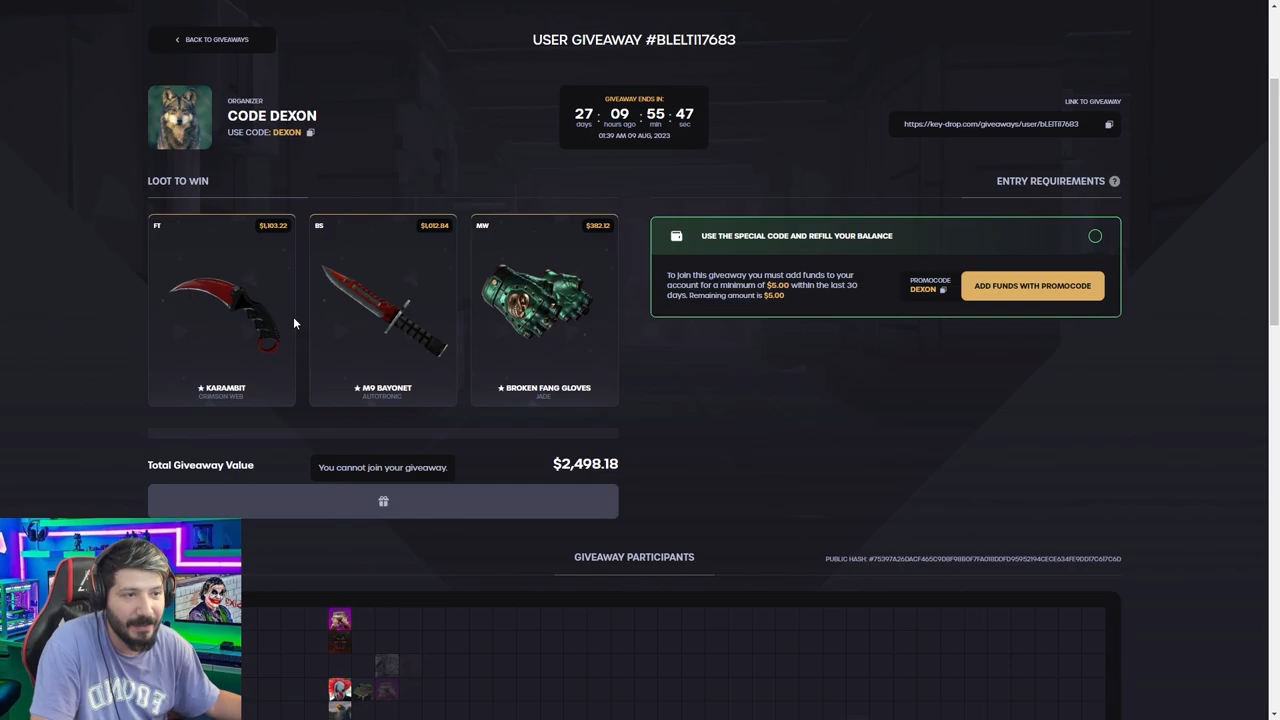 BACK TO GIVEAWAYS
USER GIVEAWAY #BLELTI17683
ORGANIZER
CODE DEXON
USE CODE: DEXON
GIVEAWAY ENDS IN:
27 : 09 : 55 : 47
days hours ago min sec
01:39 AM 09 AUG, 2023
LINK TO GIVEAWAY
https://key-drop.com/giveaways/user/bLElTi17683
LOOT TO WIN
ENTRY REQUIREMENTS ?
FT $1,103.22
★ KARAMBIT
CRIMSON WEB
BS $1,012.84
★ M9 BAYONET
AUTOTRONIC
MW $382.12
★ BROKEN FANG GLOVES
JADE
USE THE SPECIAL CODE AND REFILL YOUR BALANCE
To join this giveaway you must add funds to your
account for a minimum of $5.00 within the last 30
days. Remaining amount is $5.00
PROMOCODE
DEXON
ADD FUNDS WITH PROMOCODE
Total Giveaway Value
You cannot join your giveaway.
$2,498.18
GIVEAWAY PARTICIPANTS
PUBLIC HASH: